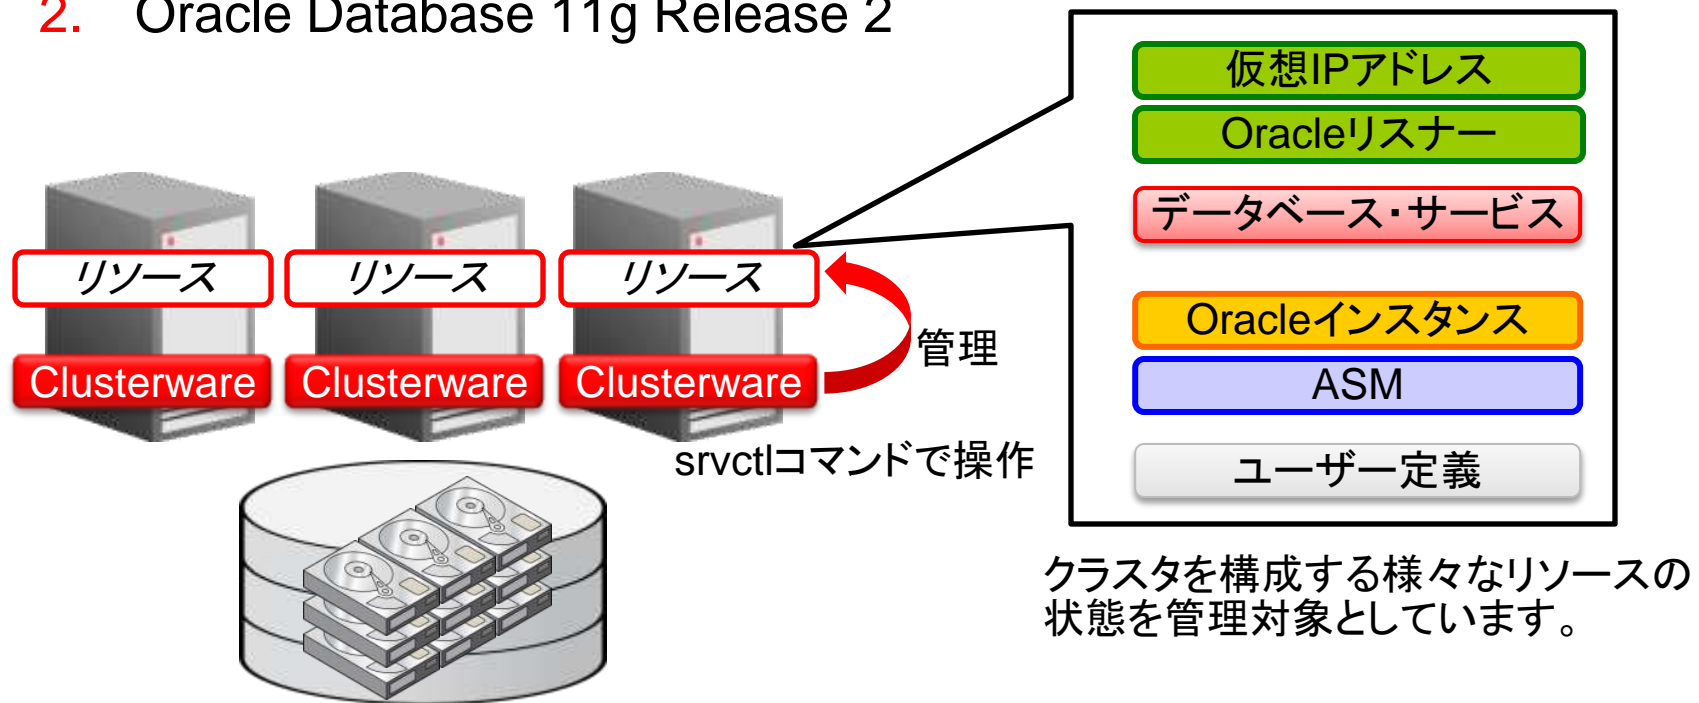 2. Oracle Database 11g Release 2
仮想IPアドレス
Oracleリスナー
データベース・サービス
Oracleインスタンス
ASM
ユーザー定義
リソース
リソース
リソース
Clusterware
Clusterware
Clusterware
管理
srvctlコマンドで操作
クラスタを構成する様々なリソースの
状態を管理対象としています。